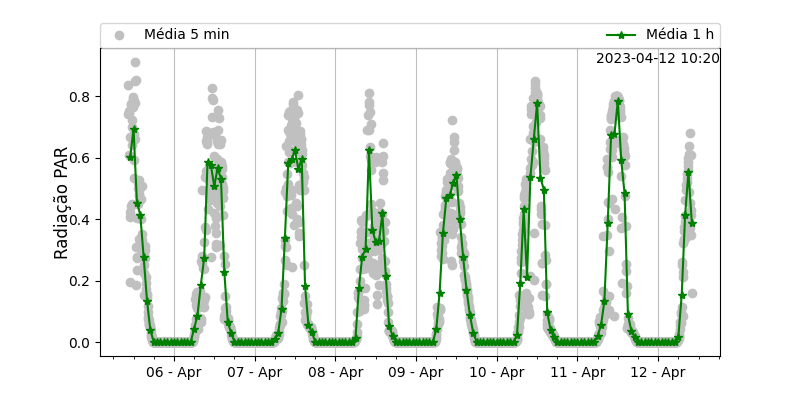 Média 5 min
Média 1 h
2023-04-12 10:20
Radiação PAR
0.8
0.6
0.4
0.2
0.0
06 - Apr
07 - Apr
08 - Apr
09 - Apr
10 - Apr
11 - Apr
12 - Apr